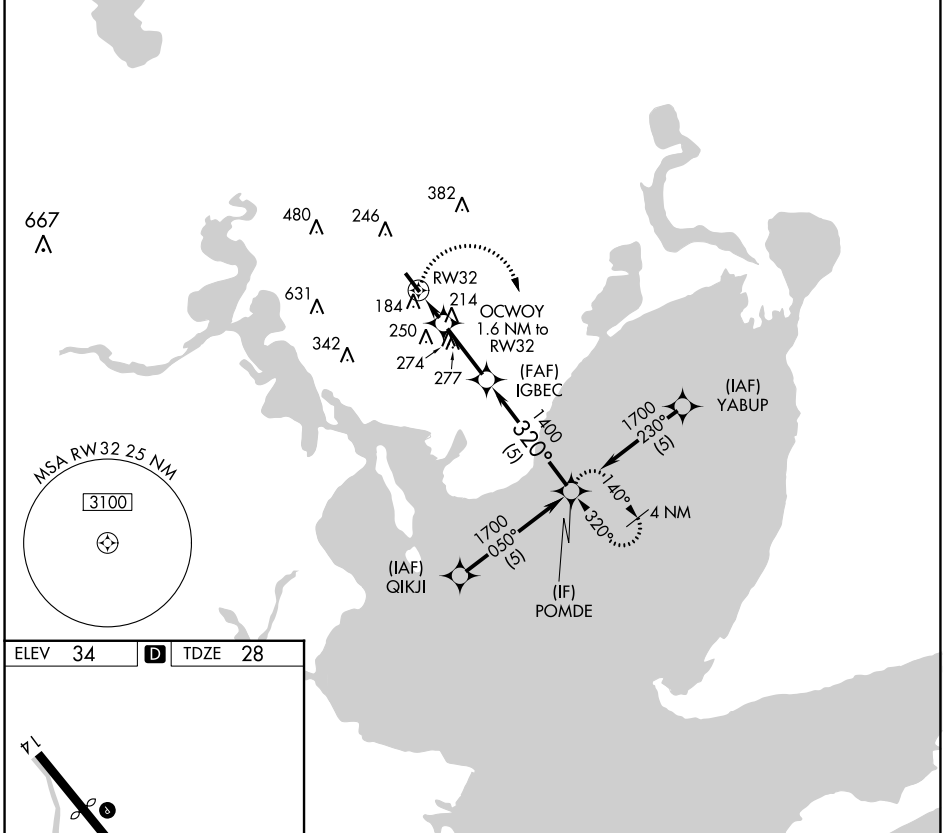 667
480
246
382
RW32
631
184
214
OCWOY
1.6 NM to
RW32
250
342
274
277
(FAF)
IGBEC
(IAF)
YABUP
1700
230°
(5)
1400
320°
(5)
MSA RW32 25 NM
3100
140°
320°
4 NM
1700
050°
(5)
(IAF)
QIKJI
(IF)
POMDE
ELEV 34 D TDZE 28
14
P